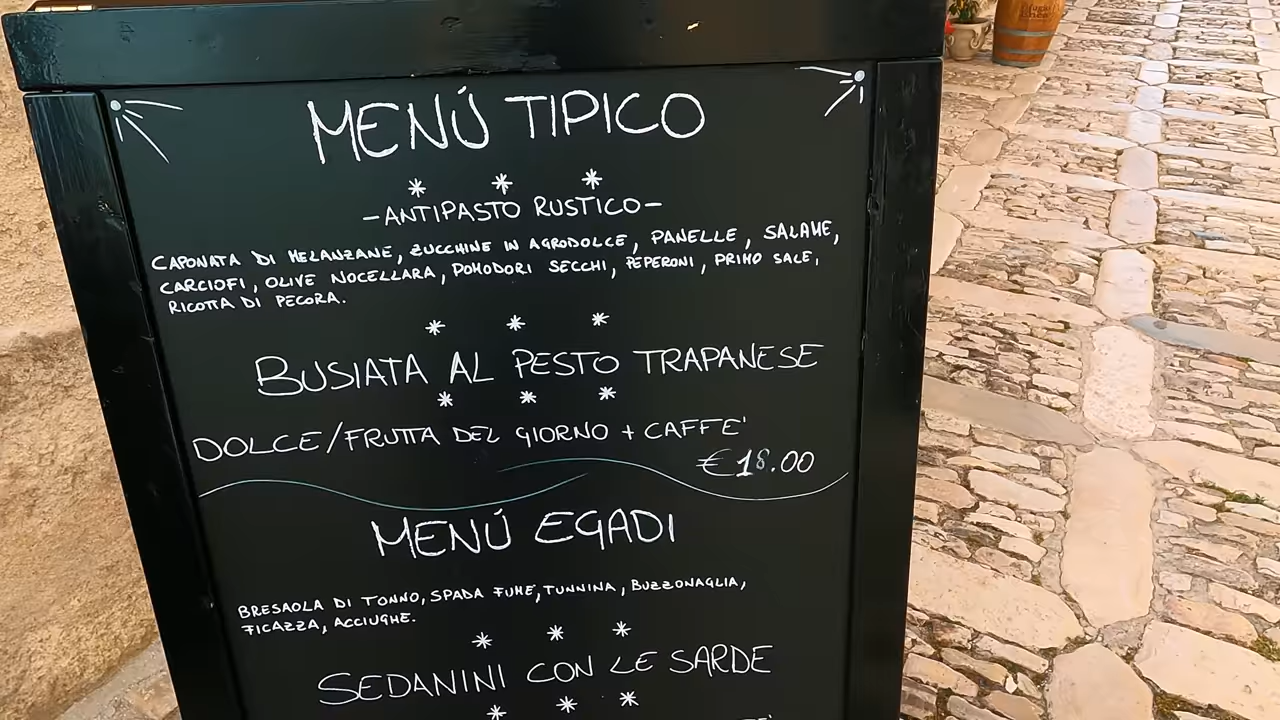 MENÚ TIPICO
-ANTIPASTO RUSTICO-
CAPONATA DI MELANZANE, ZUCCHINE IN AGRODOLCE, PANELLE, SALAME,
CARCIOFI, OLIVE NOCELLARA, POMODORI SECCHI, PEPERONI, PRIMO SALE,
RICOTTA DI PECORA.
BUSIATA AL PESTO TRAPANESE
DOLCE/FRUTTA DEL GIORNO + CAFFE'
€18.00
MENÚ EGADI
BRESAOLA DI TONNO, SPADA FUMÉ, TUNNINA, BUZZONAGLIA,
FICAZZA, ACCIUGHE.
SEDANINI CON LE SARDE